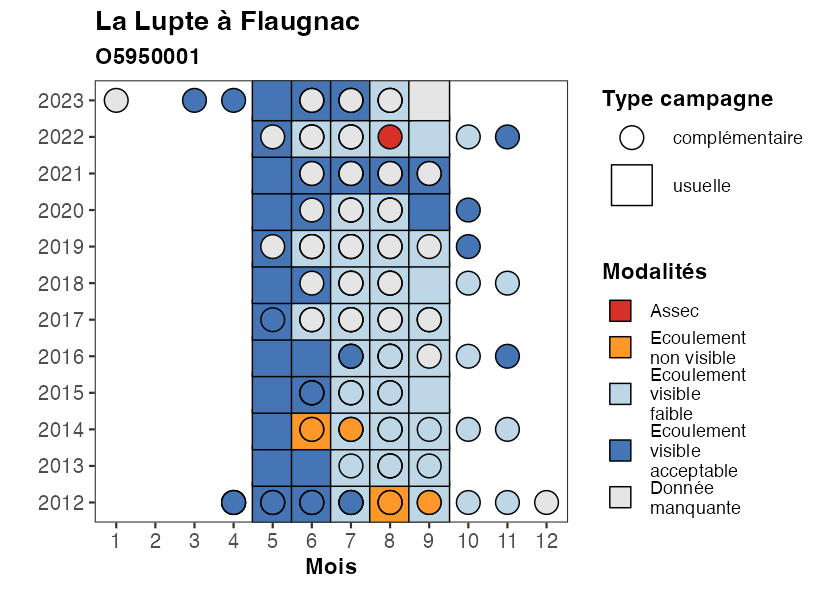 La Lupte à Flaugnac
O5950001
2023
2022
2021
2020
2019
2018
2017
2016
2015
2014
2013
2012
1 2 3 4 5 6 7 8 9 10 11 12
Mois
Type campagne
complémentaire
usuelle
Modalités
Assec
Ecoulement
non visible
Ecoulement
visible
faible
Ecoulement
visible
acceptable
Donnée
manquante